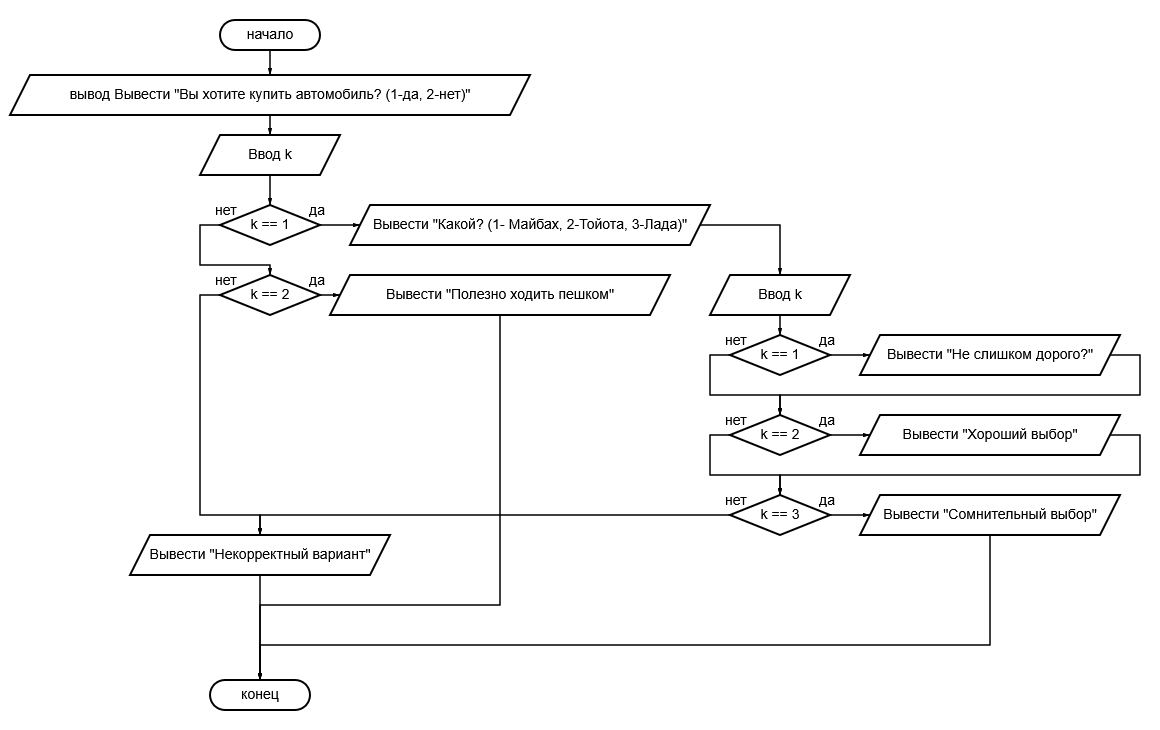 начало
вывод Вывести "Вы хотите купить автомобиль? (1-да, 2-нет)"
Ввод k
нет
да
k == 1
Вывести "Какой? (1- Майбах, 2-Тойота, 3-Лада)"
нет
да
k == 2
Вывести "Полезно ходить пешком"
Ввод k
нет
да
k == 1
Вывести "Не слишком дорого?"
нет
да
k == 2
Вывести "Хороший выбор"
нет
да
k == 3
Вывести "Сомнительный выбор"
Вывести "Некорректный вариант"
конец